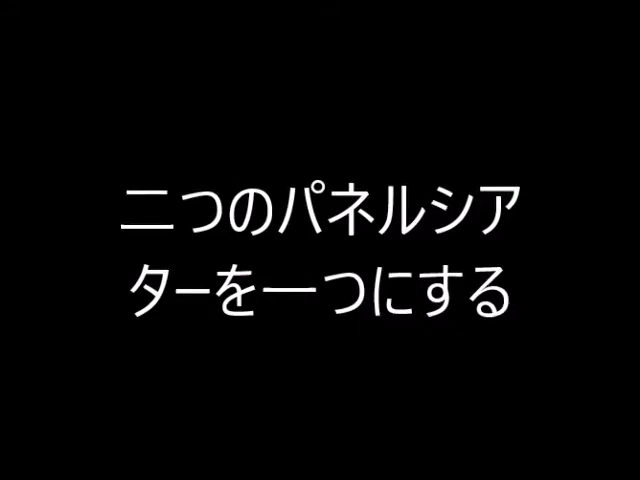 二つのパネルシア
ターを一つにする